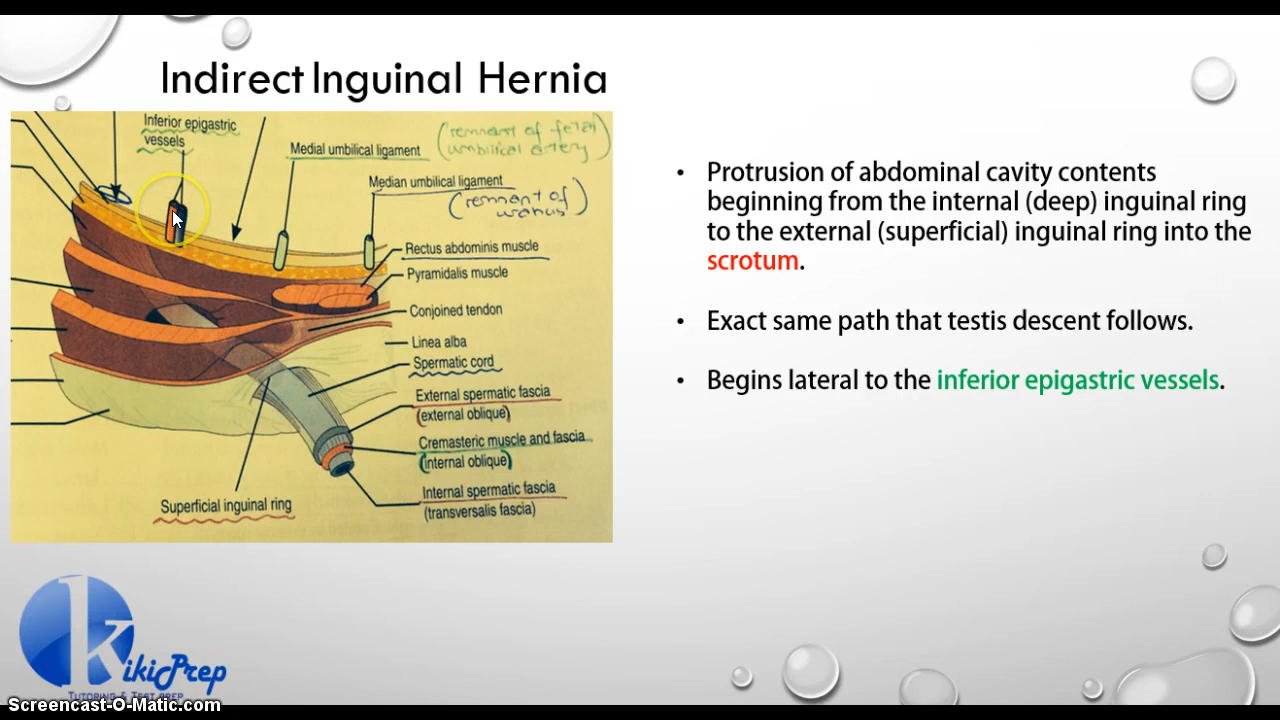 Indirect Inguinal Hernia
Inferior epigastric
vessels
Medial umbilical ligament
(remnant of fetal
umbilical artery)
Median umbilical ligament
(remnant of
urachus)
Rectus abdominis muscle
Pyramidalis muscle
Conjoined tendon
Linea alba
Spermatic cord
External spermatic fascia
(external oblique)
Cremasteric muscle and fascia
(internal oblique)
Internal spermatic fascia
(transversalis fascia)
Superficial inguinal ring
• Protrusion of abdominal cavity contents
beginning from the internal (deep) inguinal ring
to the external (superficial) inguinal ring into the
scrotum.
• Exact same path that testis descent follows.
• Begins lateral to the inferior epigastric vessels.
kikiPrep
Tutoring & Test prep
Screencast-O-Matic.com